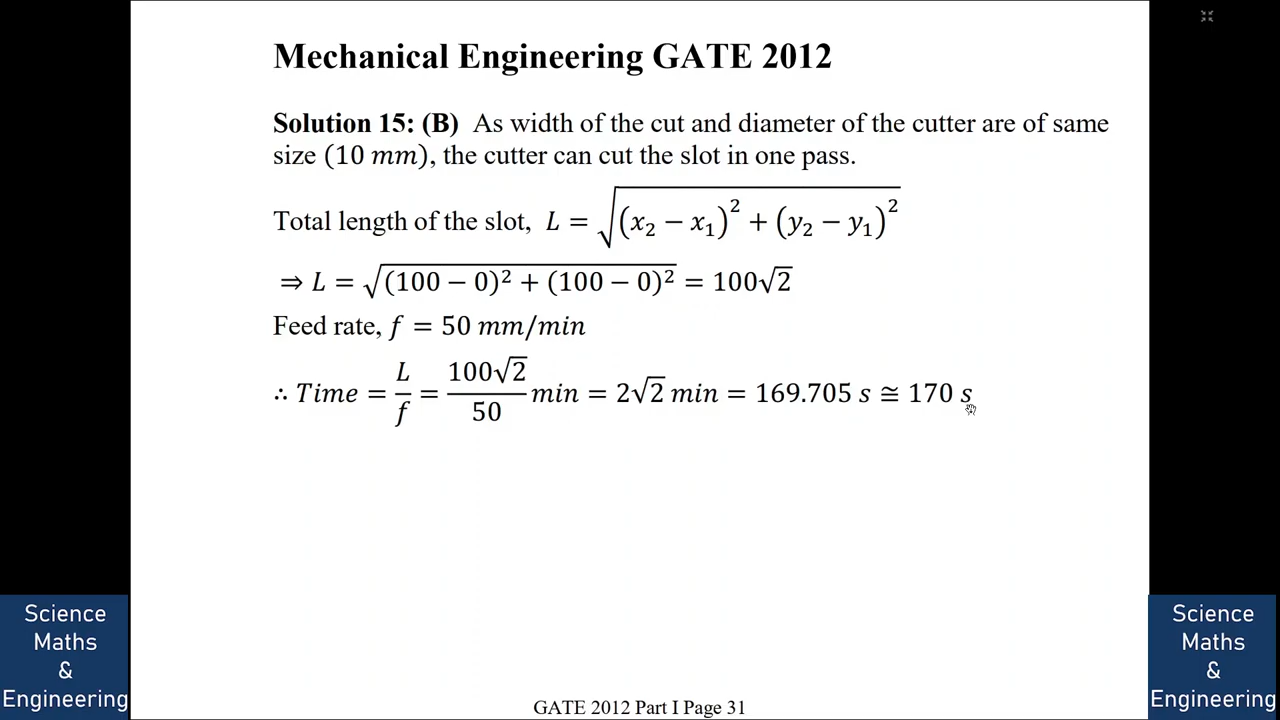 Mechanical Engineering GATE 2012
Solution 15: (B) As width of the cut and diameter of the cutter are of same
size (10 mm), the cutter can cut the slot in one pass.
Total length of the slot, L = √((x₂ − x₁)² + (y₂ − y₁)²)
⇒ L = √((100 − 0)² + (100 − 0)²) = 100√2
Feed rate, f = 50 mm/min
∴ Time = L/f = 100√2/50 min = 2√2 min = 169.705 s ≅ 170 s
Science
Maths
&
Engineering
Science
Maths
&
Engineering
GATE 2012 Part I Page 31